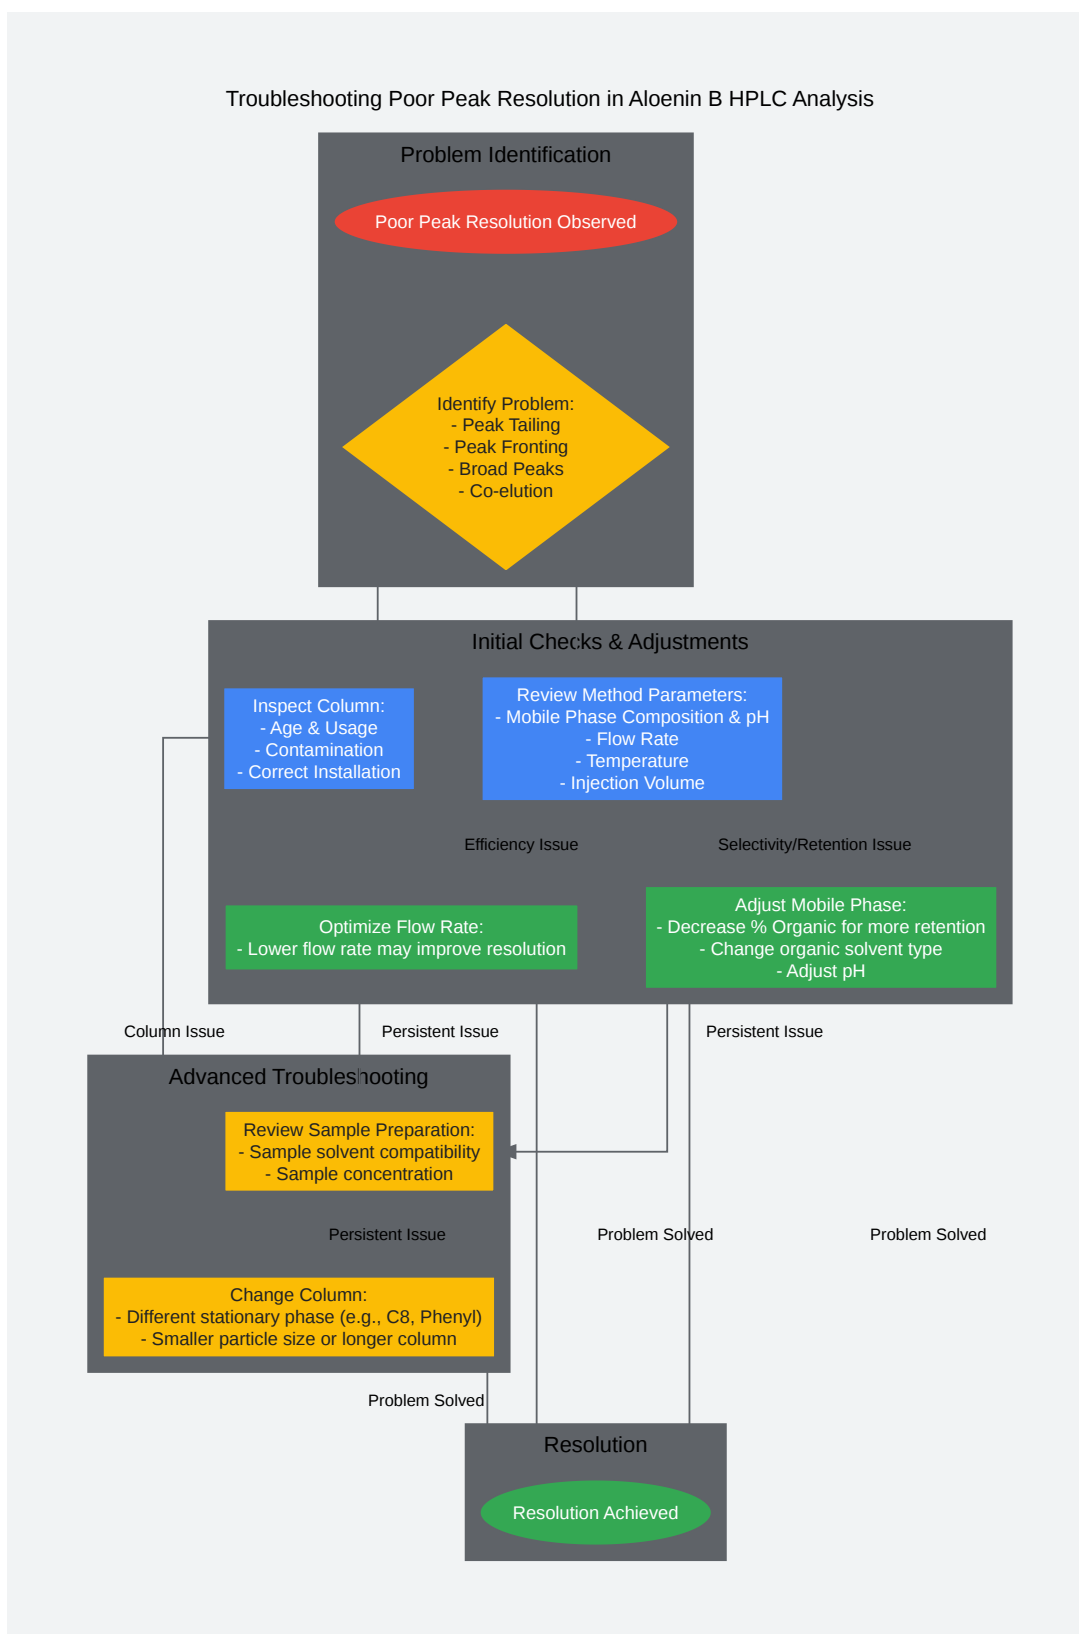 Troubleshooting Poor Peak Resolution in Aloenin B HPLC Analysis
Problem Identification
Poor Peak Resolution Observed
Identify Problem:
- Peak Tailing
- Peak Fronting
- Broad Peaks
- Co-elution
Initial Checks & Adjustments
Inspect Column:
- Age & Usage
- Contamination
- Correct Installation
Review Method Parameters:
- Mobile Phase Composition & pH
- Flow Rate
- Temperature
- Injection Volume
Efficiency Issue
Selectivity/Retention Issue
Optimize Flow Rate:
- Lower flow rate may improve resolution
Adjust Mobile Phase:
- Decrease % Organic for more retention
- Change organic solvent type
- Adjust pH
Column Issue
Persistent Issue
Persistent Issue
Advanced Troubleshooting
Review Sample Preparation:
- Sample solvent compatibility
- Sample concentration
Persistent Issue
Problem Solved
Problem Solved
Change Column:
- Different stationary phase (e.g., C8, Phenyl)
- Smaller particle size or longer column
Problem Solved
Resolution
Resolution Achieved